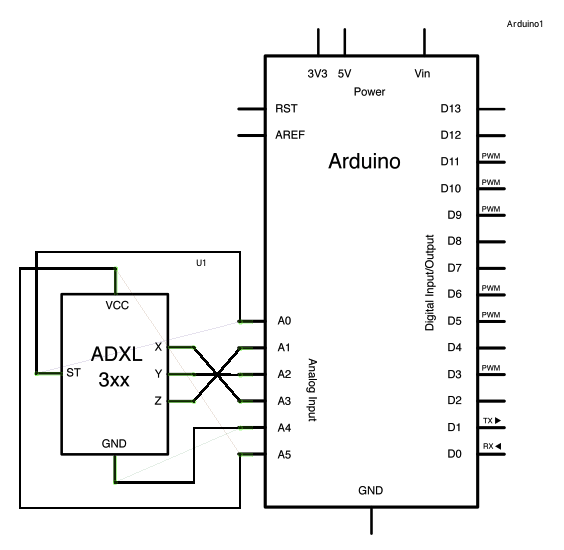 Arduino1
3V3 5V Vin
Power
RST D13
AREF D12
Arduino
D11 PWM
D10 PWM
D9 PWM
D8
D7
D6 PWM
D5 PWM
D4
D3 PWM
D2
D1 TX
D0 RX
Digital Input/Output
U1
VCC
ADXL
3xx
ST
X
Y
Z
GND
A0
A1
A2
A3
A4
A5
Analog Input
GND